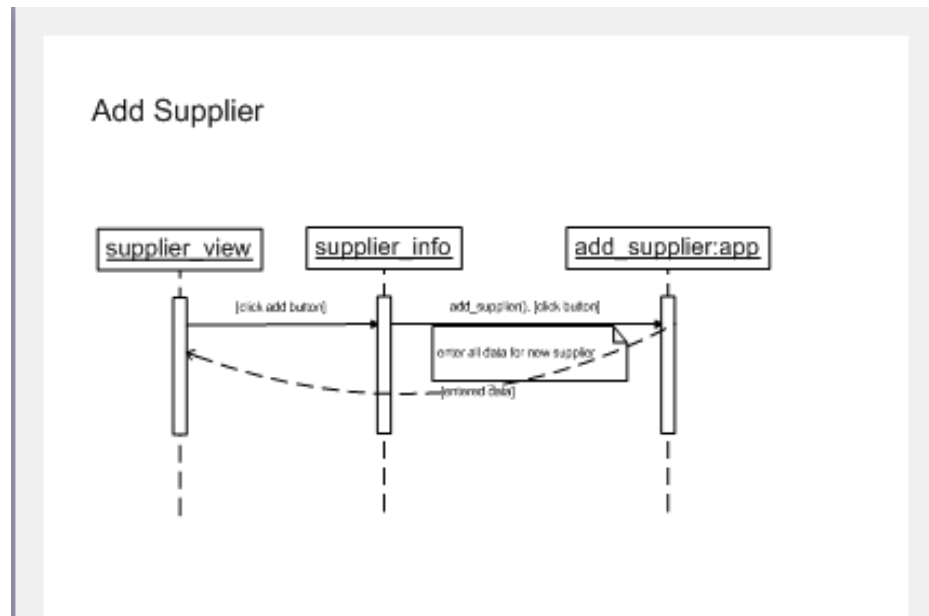 Add Supplier
supplier_view
supplier_info
add_supplier:app
[click add button]
add_supplier(), [click button]
enter all data for new supplier
[entered data]